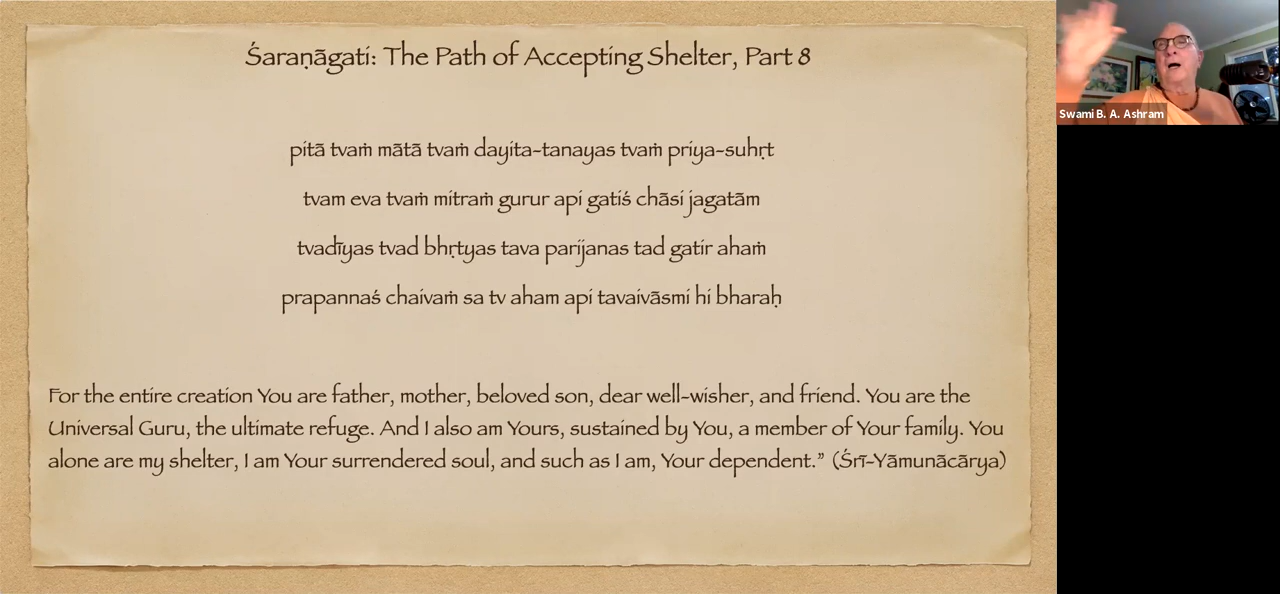 Śaraṇāgati: The Path of Accepting Shelter, Part 8
pitā tvaṁ mātā tvaṁ dayita-tanayas tvaṁ priya-suhṛt
tvam eva tvaṁ mitraṁ gurur api gatiś chāsi jagatām
tvadīyas tvad bhṛtyas tava parijanas tad gatir ahaṁ
prapannaś chaivaṁ sa tv aham api tavaivāsmi hi bharaḥ
For the entire creation You are father, mother, beloved son, dear well-wisher, and friend. You are the
Universal Guru, the ultimate refuge. And I also am Yours, sustained by You, a member of Your family. You
alone are my shelter, I am Your surrendered soul, and such as I am, Your dependent.” (Śrī-Yāmunācārya)
Swami B. A. Ashram